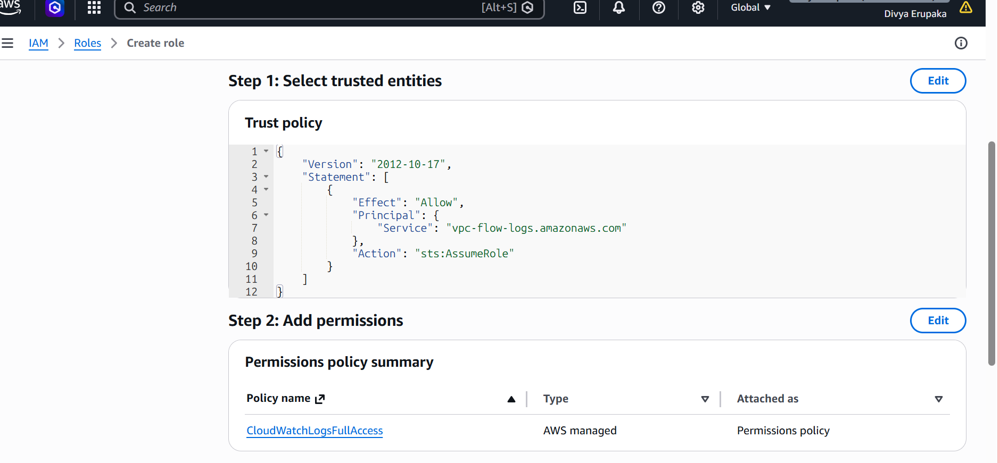 aws
Search
[Alt+S]
Global
Divya Erupaka
IAM
Roles
Create role
Step 1: Select trusted entities
Edit
Trust policy
1 {
2 "Version": "2012-10-17",
3 "Statement": [
4 {
5 "Effect": "Allow",
6 "Principal": {
7 "Service": "vpc-flow-logs.amazonaws.com"
8 },
9 "Action": "sts:AssumeRole"
10 }
11 ]
12 }
Step 2: Add permissions
Edit
Permissions policy summary
Policy name
Type
Attached as
CloudWatchLogsFullAccess
AWS managed
Permissions policy